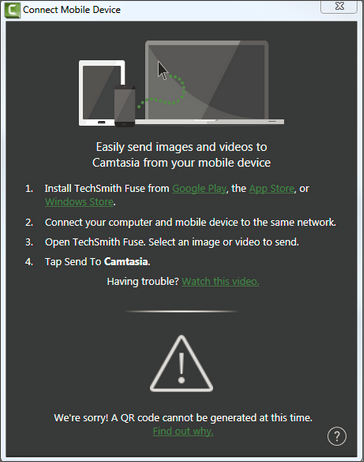 Connect Mobile Device
Easily send images and videos to
Camtasia from your mobile device
1. Install TechSmith Fuse from Google Play, the App Store, or
Windows Store.
2. Connect your computer and mobile device to the same network.
3. Open TechSmith Fuse. Select an image or video to send.
4. Tap Send To Camtasia.
Having trouble? Watch this video.
We're sorry! A QR code cannot be generated at this time.
Find out why.
?